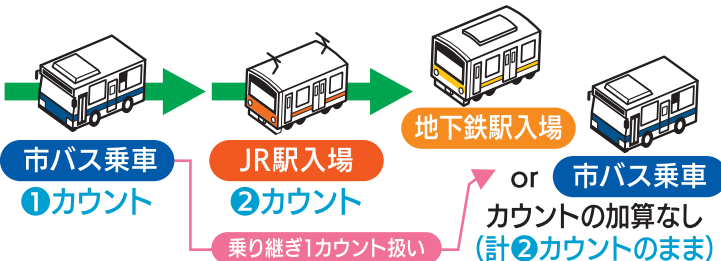 市バス乗車
❶カウント
JR駅入場
❷カウント
地下鉄駅入場
or
市バス乗車
カウントの加算なし
(計❷カウントのまま)
乗り継ぎ1カウント扱い